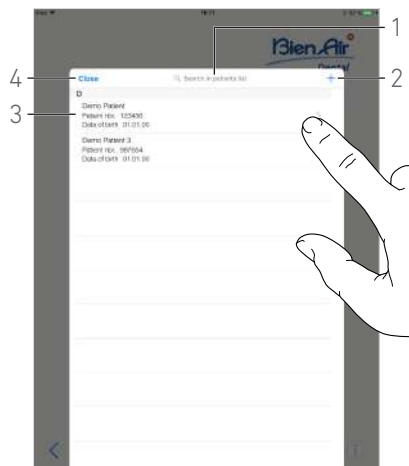 Bien Air
Dental
1
4
Close
Search in patients list
+
2
D
3
Demo Patient
Patient nbr. 123456
Date of birth 01.01.00
Demo Patient 3
Patient nbr. 987654
Date of birth 01.01.00